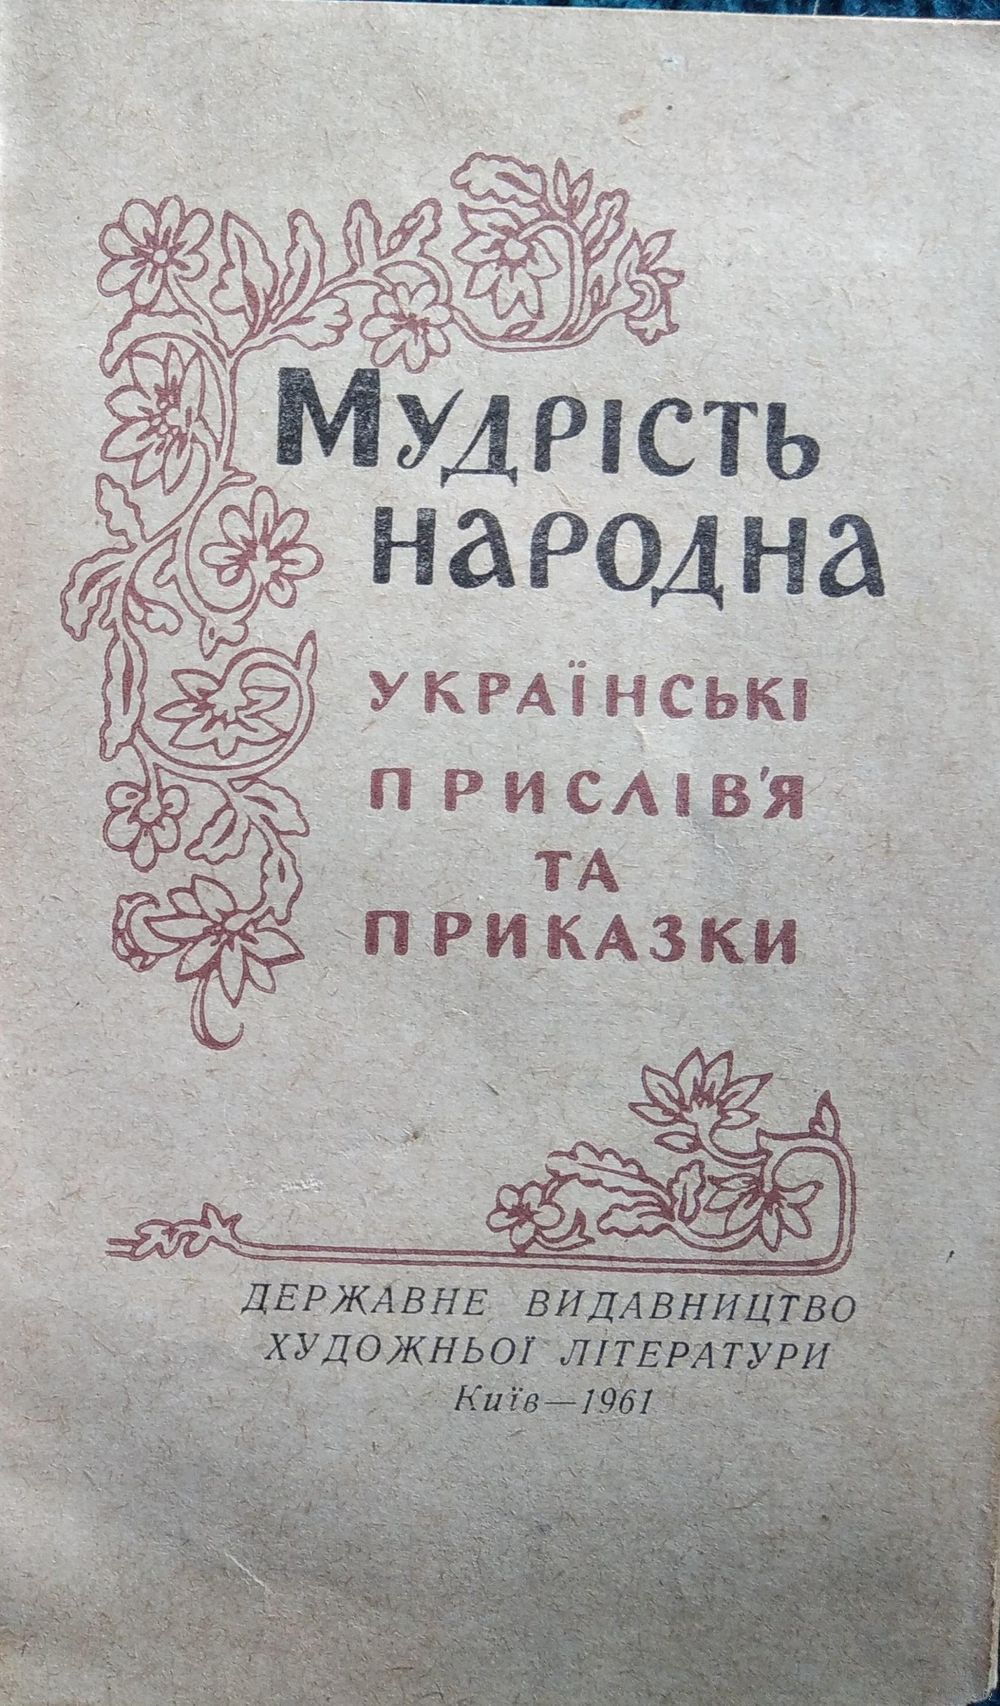 Мудрість
народна
українські
прислів'я
та
приказки
ДЕРЖАВНЕ ВИДАВНИЦТВО
ХУДОЖНЬОЇ ЛІТЕРАТУРИ
Київ—1961